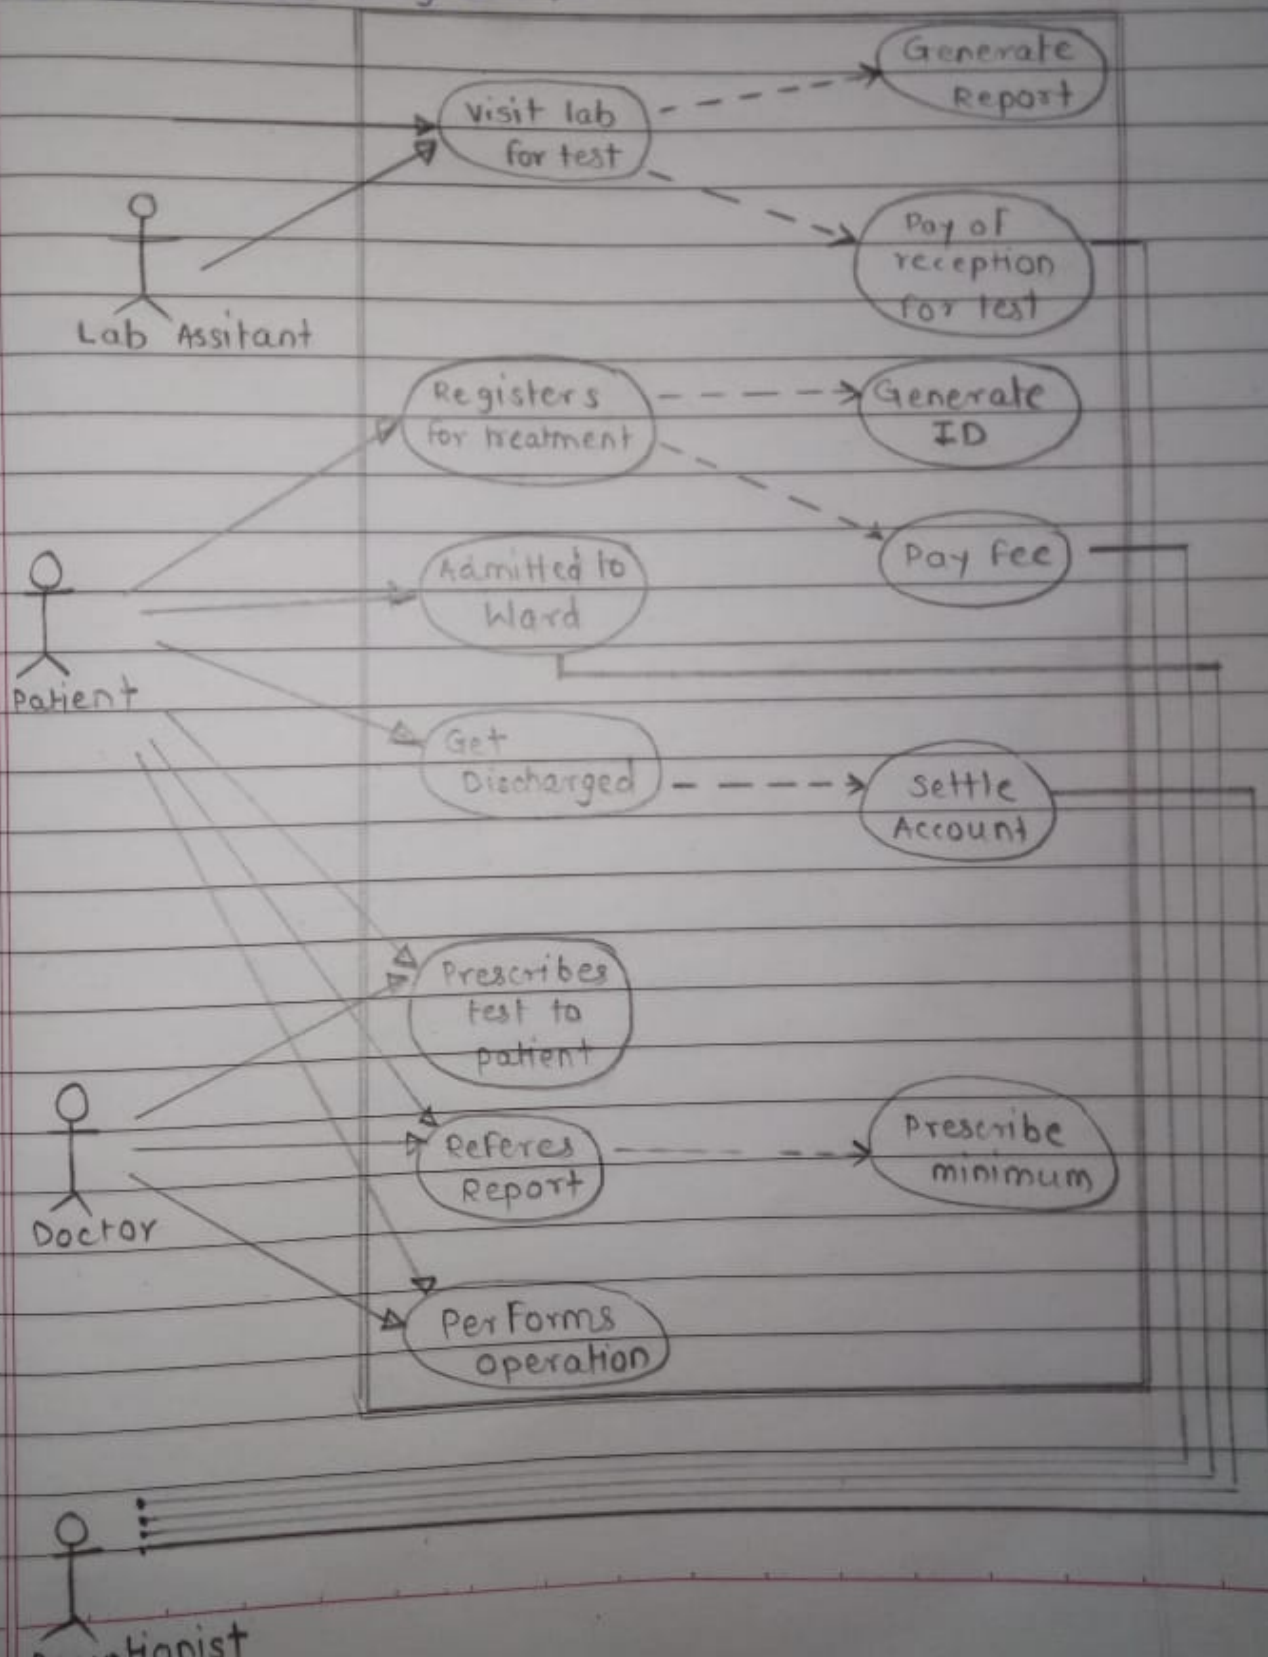 Generate
Report
Visit lab
for test
Pay of
reception
for test
Lab Assitant
Registers
for treatment
Generate
ID
Pay fee
Admitted to
Ward
Patient
Get
Discharged
Settle
Account
Prescribes
test to
patient
Prescribe
minimum
Referes
Report
Doctor
Performs
operation